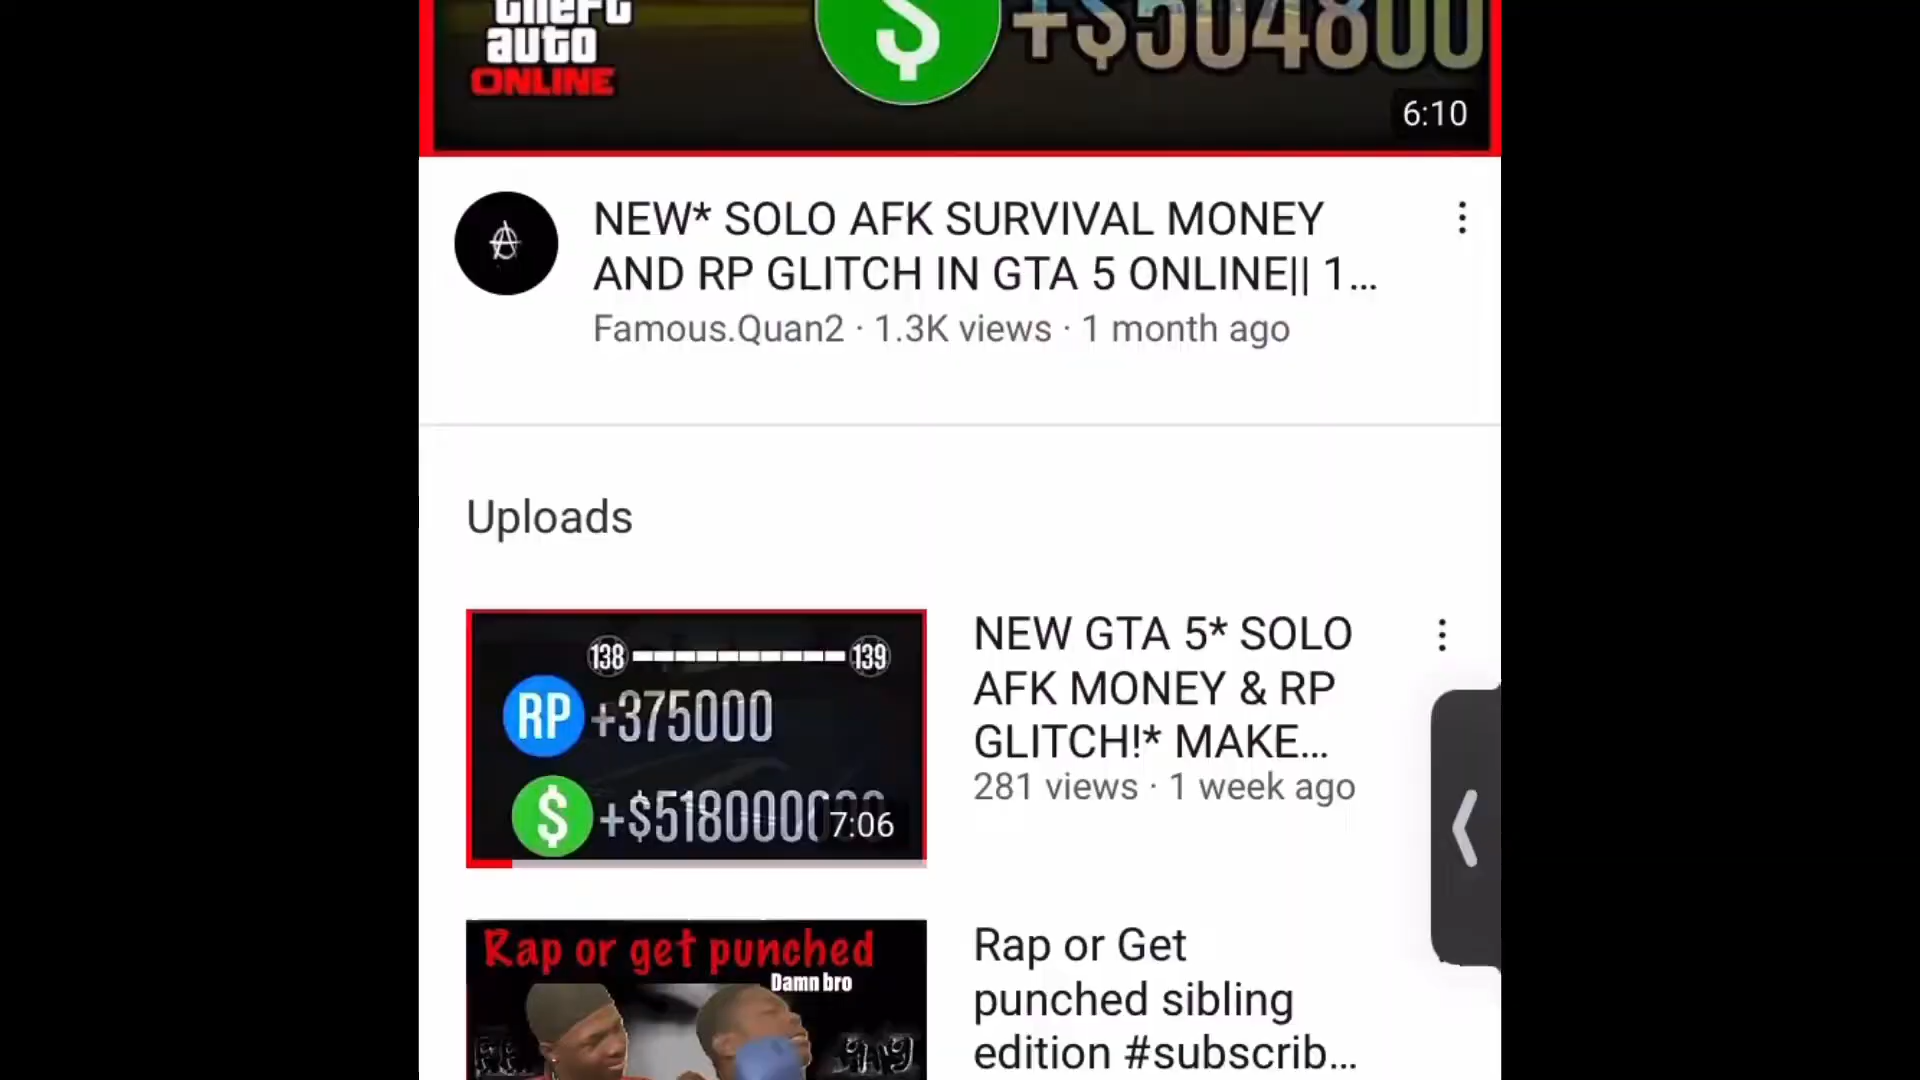 theft
auto
ONLINE
$
+$504800
6:10
NEW* SOLO AFK SURVIVAL MONEY
AND RP GLITCH IN GTA 5 ONLINE|| 1...
Famous.Quan2 · 1.3K views · 1 month ago
Uploads
138
139
RP +375000
$ +$518000
7:06
NEW GTA 5* SOLO
AFK MONEY & RP
GLITCH!* MAKE...
281 views · 1 week ago
Rap or get punched
Damn bro
Rap or Get
punched sibling
edition #subscrib...